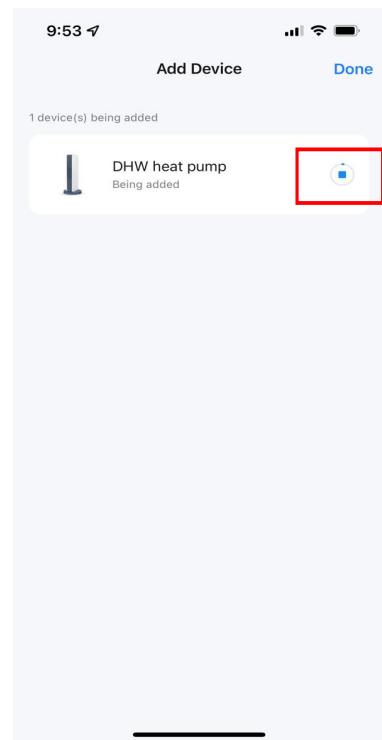 9:53
Add Device Done
1 device(s) being added
DHW heat pump
Being added